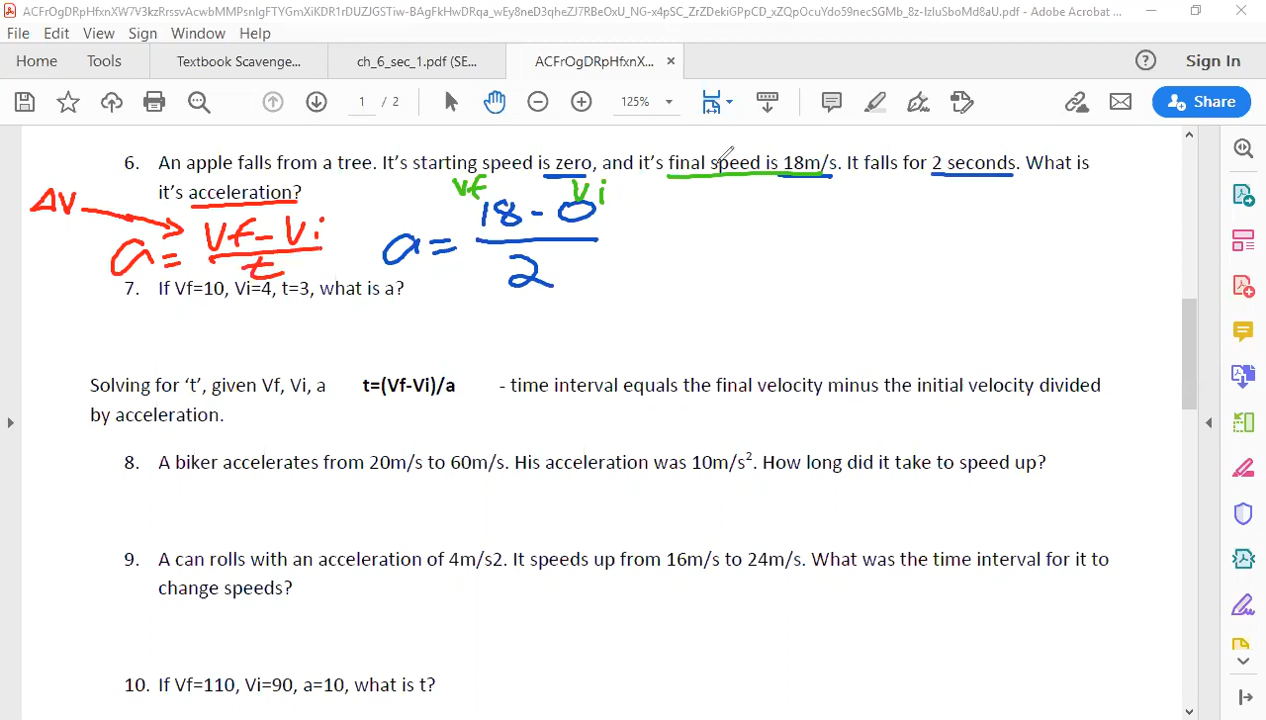 ACFrOgDRpHfxnXW7V3kzRrssvAcwbMMPsnIgFTYGmXiKDR1rDUZJGSTiw-BAgFkHwDRqa_wEy8neD3qheZJ7RBeOxU_NG-x4pSC_ZrZDekiGPpCD_xZQpOcuYdo59necSGMb_8z-IzluSboMd8aU.pdf - Adobe Acrobat ...
File Edit View Sign Window Help
Home Tools Textbook Scavenge... ch_6_sec_1.pdf (SE... ACFrOgDRpHfxnX... × Sign In
1 / 2 125% Share
6. An apple falls from a tree. It's starting speed is zero, and it's final speed is 18m/s. It falls for 2 seconds. What is
it's acceleration?
Vf Vi
ΔV
a = Vf - Vi
t
a = 18 - 0
2
7. If Vf=10, Vi=4, t=3, what is a?
Solving for 't', given Vf, Vi, a t=(Vf-Vi)/a - time interval equals the final velocity minus the initial velocity divided
by acceleration.
8. A biker accelerates from 20m/s to 60m/s. His acceleration was 10m/s². How long did it take to speed up?
9. A can rolls with an acceleration of 4m/s2. It speeds up from 16m/s to 24m/s. What was the time interval for it to
change speeds?
10. If Vf=110, Vi=90, a=10, what is t?